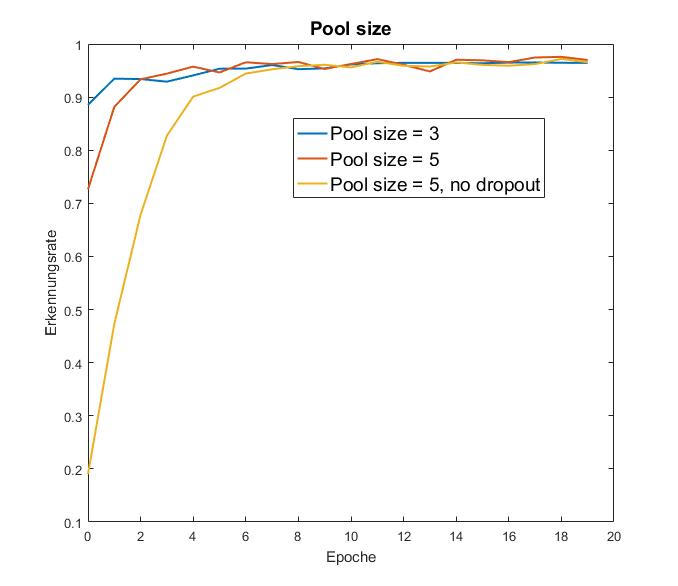 Pool size
1
0.9
0.8
0.7
0.6
0.5
0.4
0.3
0.2
0.1
Erkennungsrate
Pool size = 3
Pool size = 5
Pool size = 5, no dropout
0 2 4 6 8 10 12 14 16 18 20
Epoche